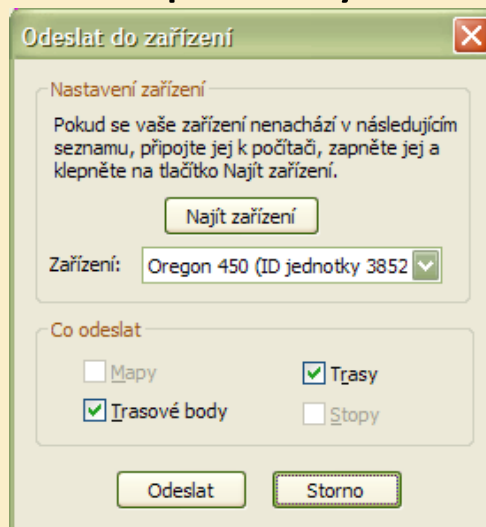 Odeslat do zařízení
Nastavení zařízení
Pokud se vaše zařízení nenachází v následujícím
seznamu, připojte jej k počítači, zapněte jej a
klepněte na tlačítko Najít zařízení.
Najít zařízení
Zařízení: Oregon 450 (ID jednotky 3852
Co odeslat
Mapy Trasy
Trasové body Stopy
Odeslat Storno